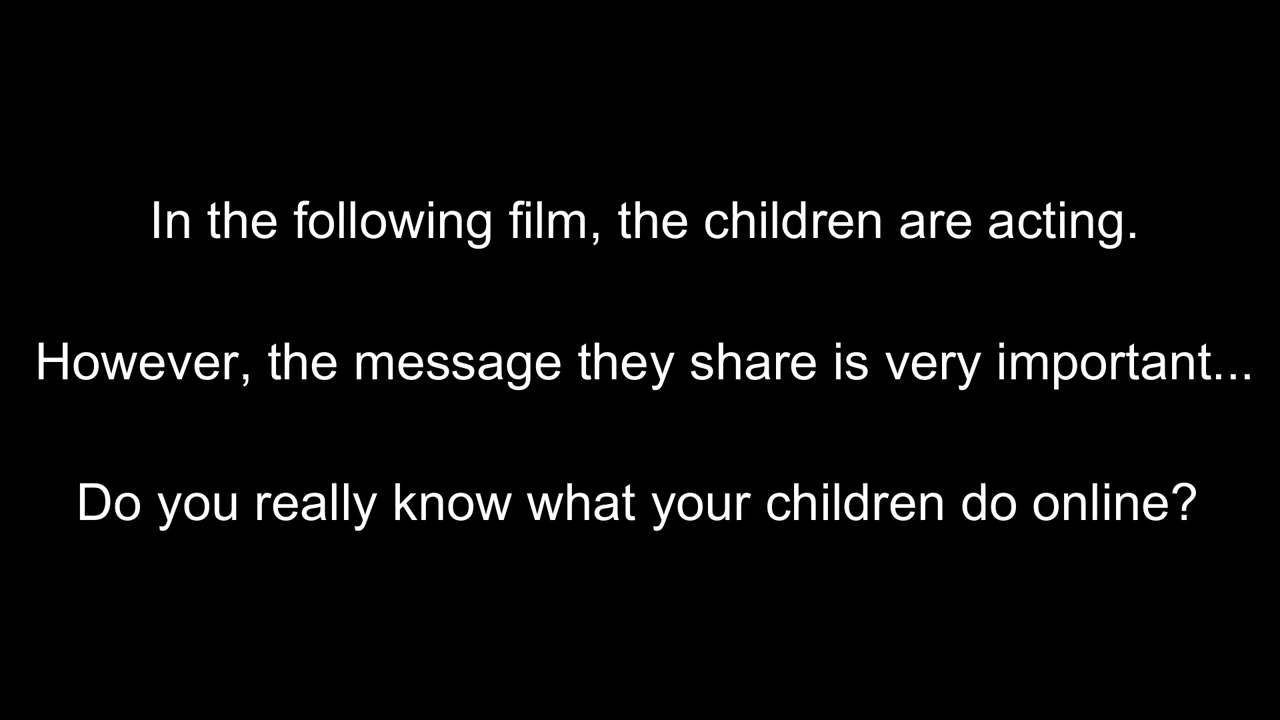 In the following film, the children are acting.
However, the message they share is very important...
Do you really know what your children do online?